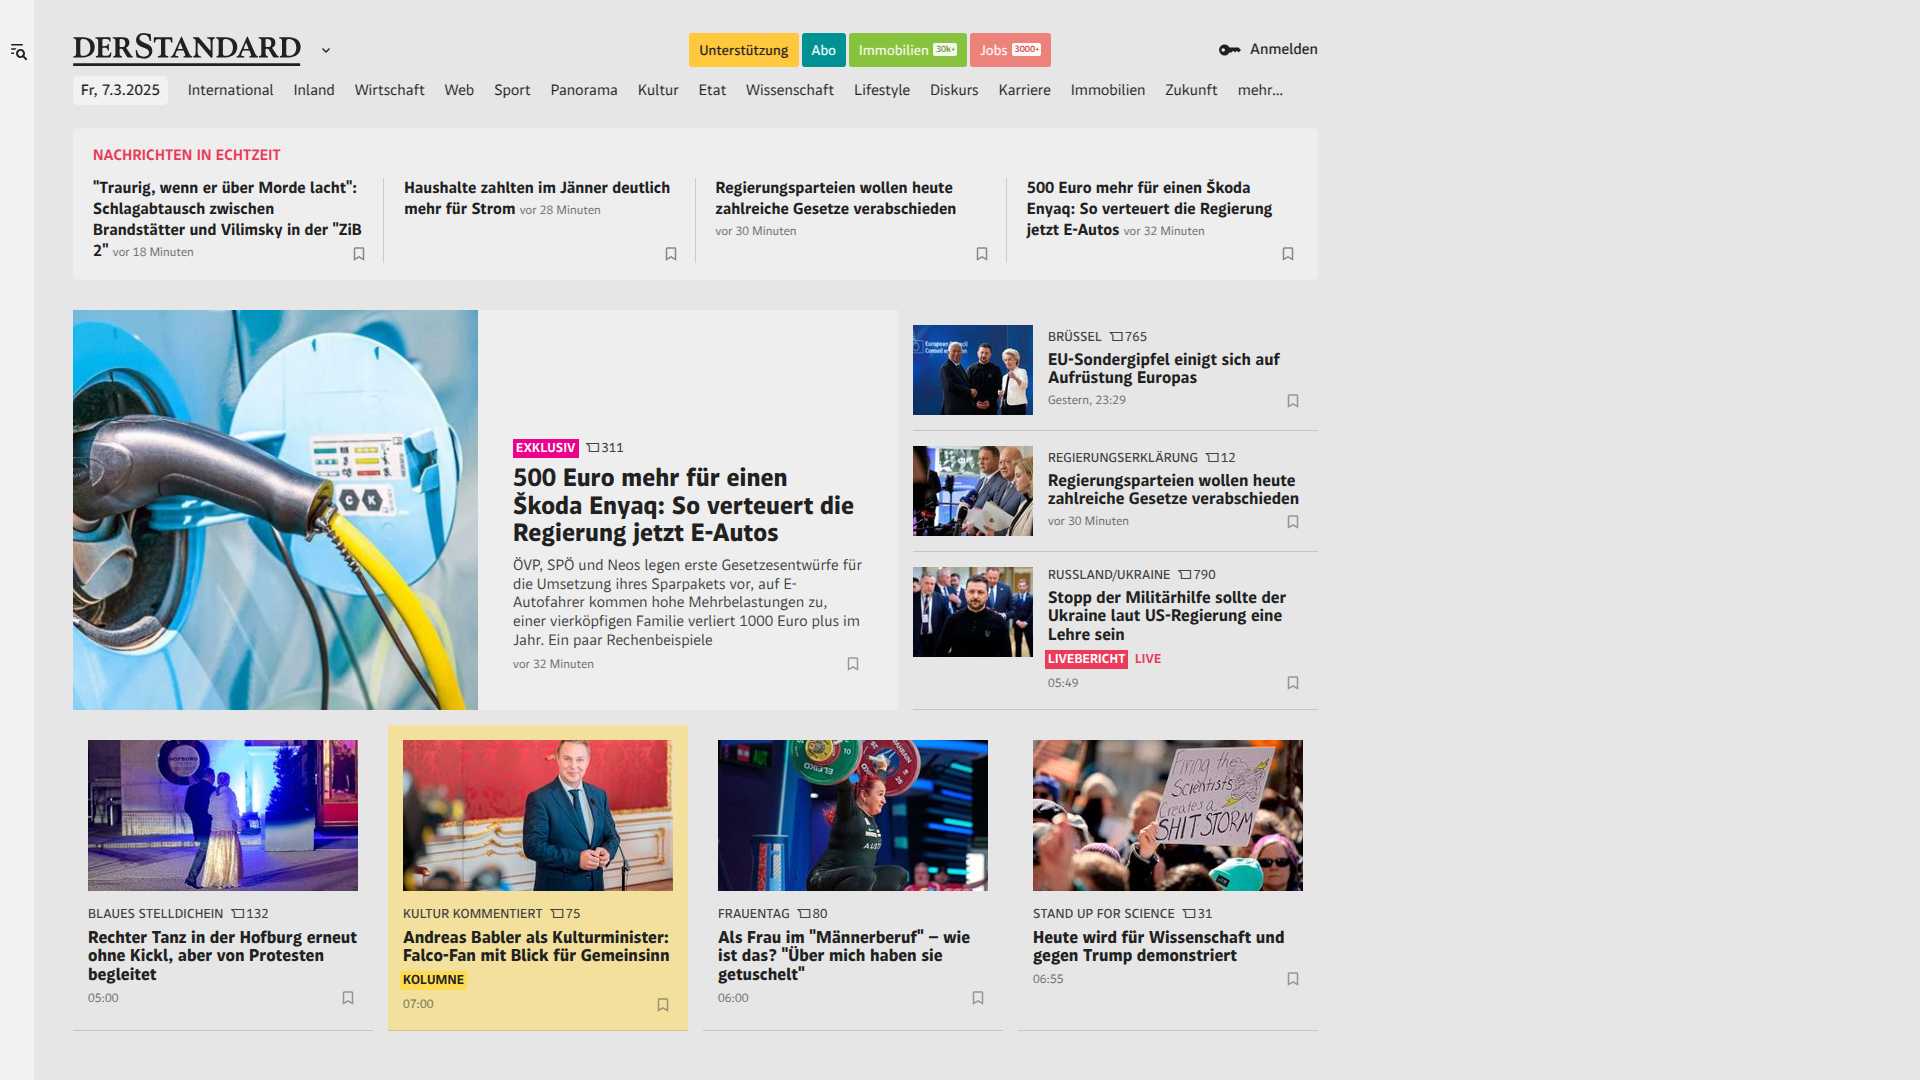 DERSTANDARD
Unterstützung
Abo
Immobilien 30k+
Jobs 3000+
Anmelden
Fr, 7.3.2025
International
Inland
Wirtschaft
Web
Sport
Panorama
Kultur
Etat
Wissenschaft
Lifestyle
Diskurs
Karriere
Immobilien
Zukunft
mehr...
NACHRICHTEN IN ECHTZEIT
"Traurig, wenn er über Morde lacht":
Schlagabtausch zwischen
Brandstätter und Vilimsky in der "ZiB
2" vor 18 Minuten
Haushalte zahlten im Jänner deutlich
mehr für Strom vor 28 Minuten
Regierungsparteien wollen heute
zahlreiche Gesetze verabschieden
vor 30 Minuten
500 Euro mehr für einen Škoda
Enyaq: So verteuert die Regierung
jetzt E-Autos vor 32 Minuten
C K
EXKLUSIV 311
500 Euro mehr für einen
Škoda Enyaq: So verteuert die
Regierung jetzt E-Autos
ÖVP, SPÖ und Neos legen erste Gesetzesentwürfe für
die Umsetzung ihres Sparpakets vor, auf E-
Autofahrer kommen hohe Mehrbelastungen zu,
einer vierköpfigen Familie verliert 1000 Euro plus im
Jahr. Ein paar Rechenbeispiele
vor 32 Minuten
European Council
BRÜSSEL 765
EU-Sondergipfel einigt sich auf
Aufrüstung Europas
Gestern, 23:29
REGIERUNGSERKLÄRUNG 12
Regierungsparteien wollen heute
zahlreiche Gesetze verabschieden
vor 30 Minuten
RUSSLAND/UKRAINE 790
Stopp der Militärhilfe sollte der
Ukraine laut US-Regierung eine
Lehre sein
LIVEBERICHT LIVE
05:49
HOFBURG
BLAUES STELLDICHEIN 132
Rechter Tanz in der Hofburg erneut
ohne Kickl, aber von Protesten
begleitet
05:00
KULTUR KOMMENTIERT 75
Andreas Babler als Kulturminister:
Falco-Fan mit Blick für Gemeinsinn
KOLUMNE
07:00
ELEIKO
FRAUENTAG 80
Als Frau im "Männerberuf" – wie
ist das? "Über mich haben sie
getuschelt"
06:00
Firing the
Scientists
Creates a
SHIT STORM
STAND UP FOR SCIENCE 31
Heute wird für Wissenschaft und
gegen Trump demonstriert
06:55